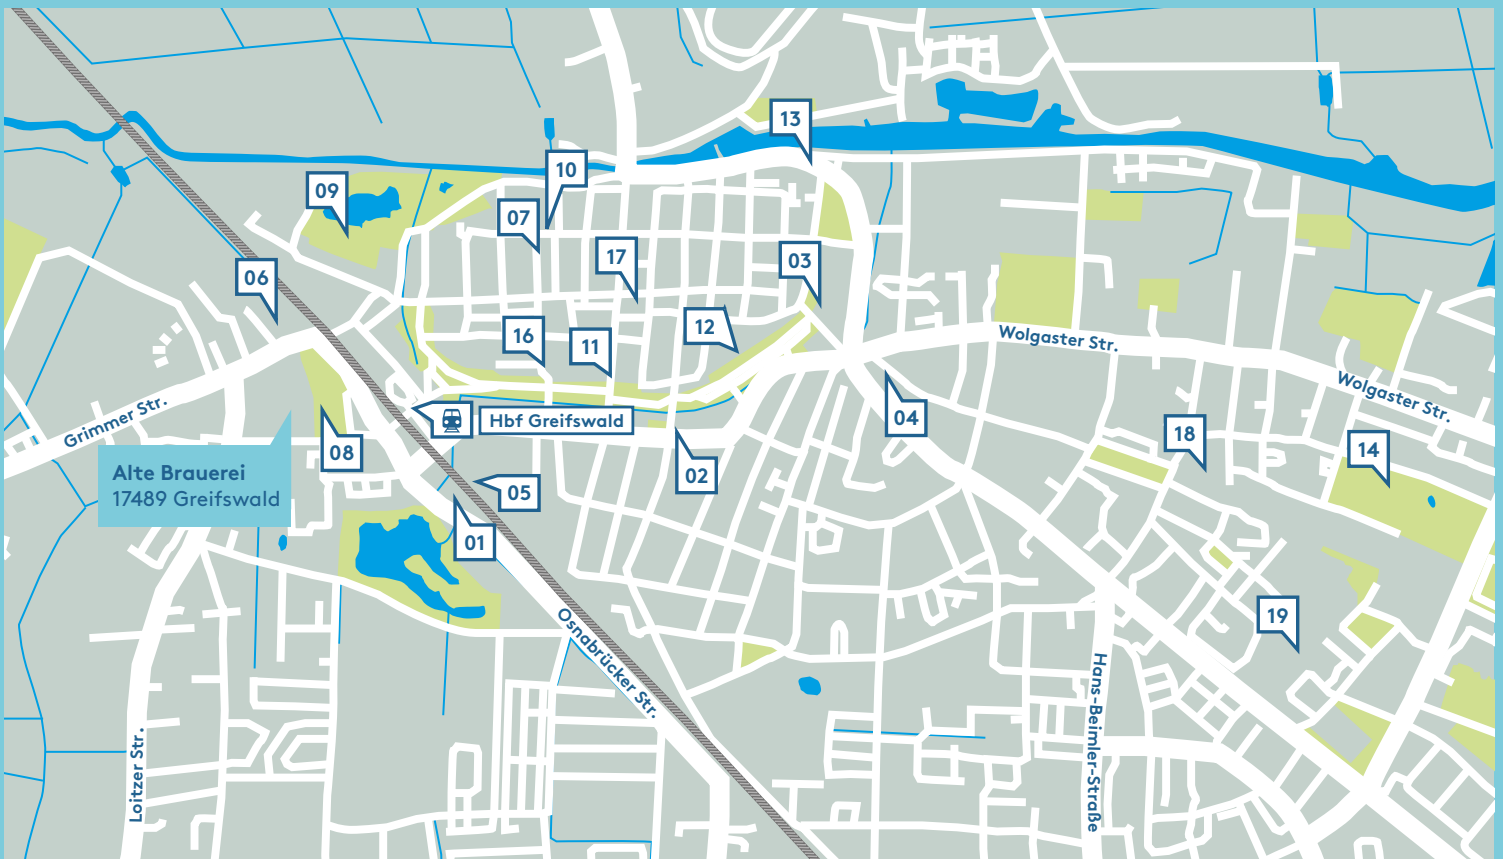 13
10
09
07
17
03
06
16
11
12
Wolgaster Str.
Wolgaster Str.
Grimmer Str.
Hbf Greifswald
04
18
14
08
02
Alte Brauerei
17489 Greifswald
05
01
19
Osnabrücker Str.
Hans-Beimler-Straße
Loitzer Str.